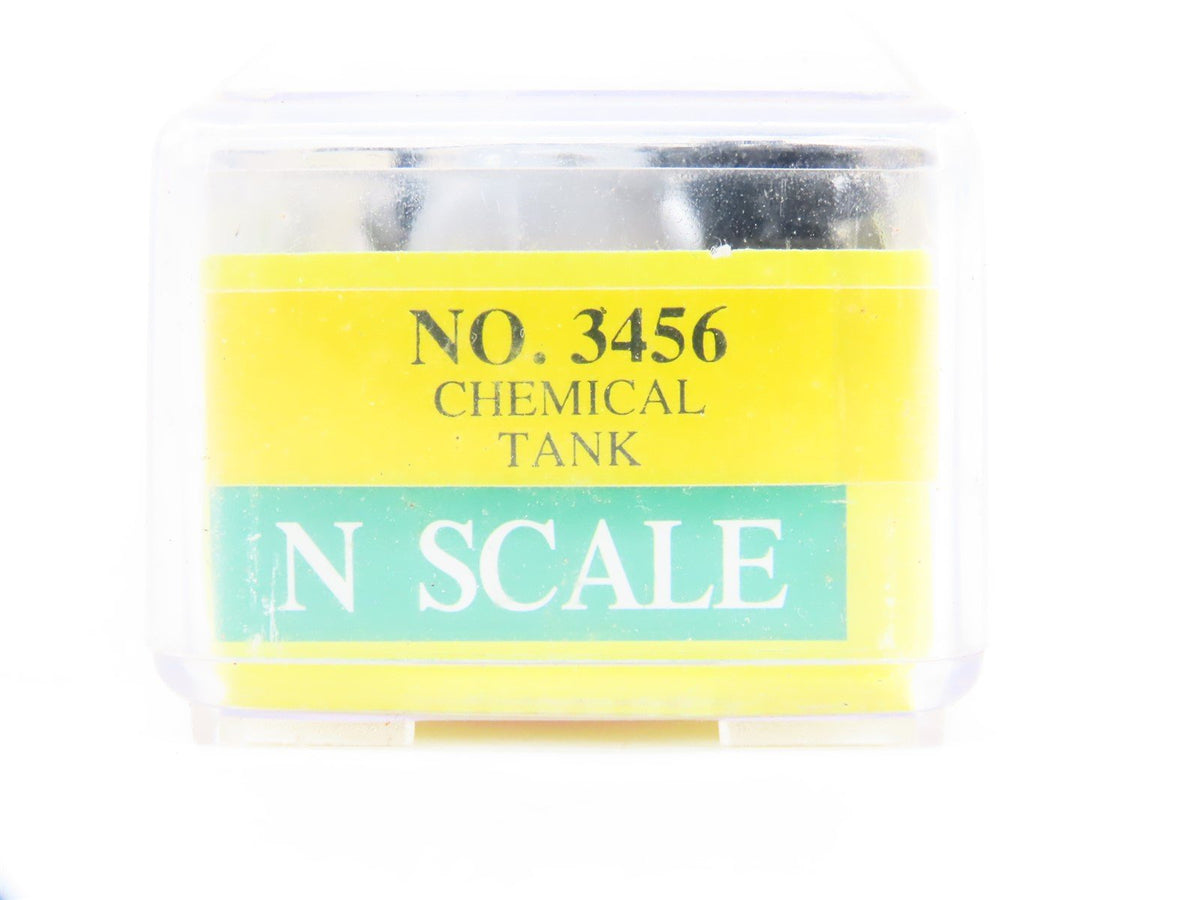 NO. 3456
CHEMICAL
TANK
N SCALE